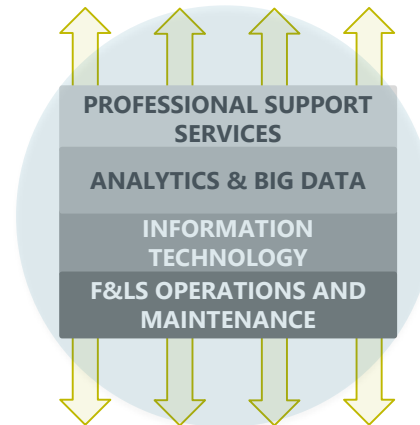 PROFESSIONAL SUPPORT
SERVICES
ANALYTICS & BIG DATA
INFORMATION
TECHNOLOGY
F&LS OPERATIONS AND
MAINTENANCE